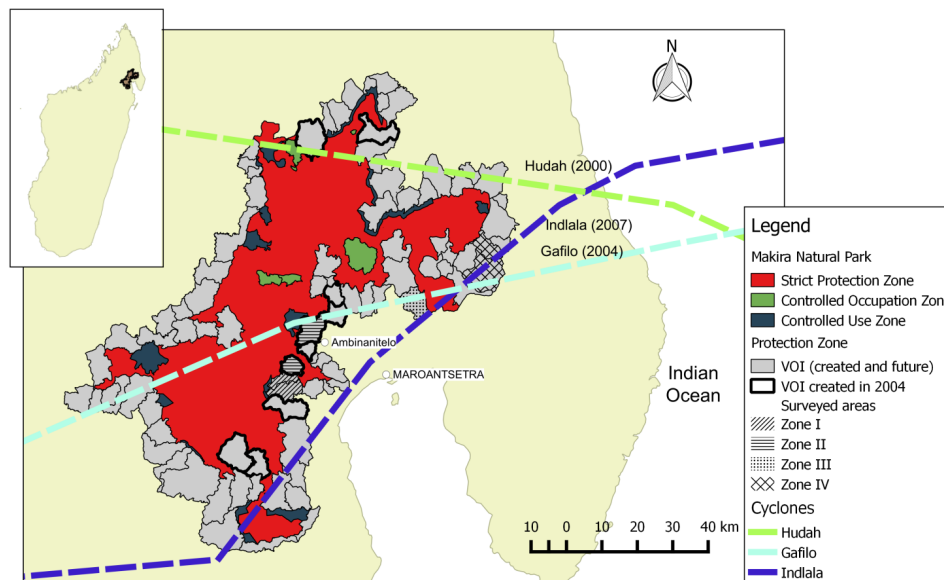 N
Hudah (2000)
Indlala (2007)
Gafilo (2004)
Ambinanitelo
MAROANTSETRA
Indian
Ocean
10 0 10 20 30 40 km
Legend
Makira Natural Park
Strict Protection Zone
Controlled Occupation Zon
Controlled Use Zone
Protection Zone
VOI (created and future)
VOI created in 2004
Surveyed areas
Zone I
Zone II
Zone III
Zone IV
Cyclones
Hudah
Gafilo
Indlala